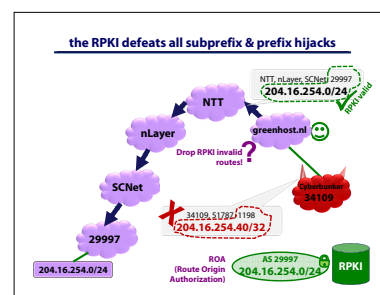 the RPKI defeats all subprefix & prefix hijacks
NTT, nLayer, SCNet, 29997
204.16.254.0/24
RPKI valid
NTT
nLayer
greenhost.nl
Drop RPKI invalid
routes!
?
SCNet
Cyberbunker
34109
34109, 51787, 1198
204.16.254.40/32
29997
204.16.254.0/24
ROA
(Route Origin
Authorization)
AS 29997
204.16.254.0/24
RPKI